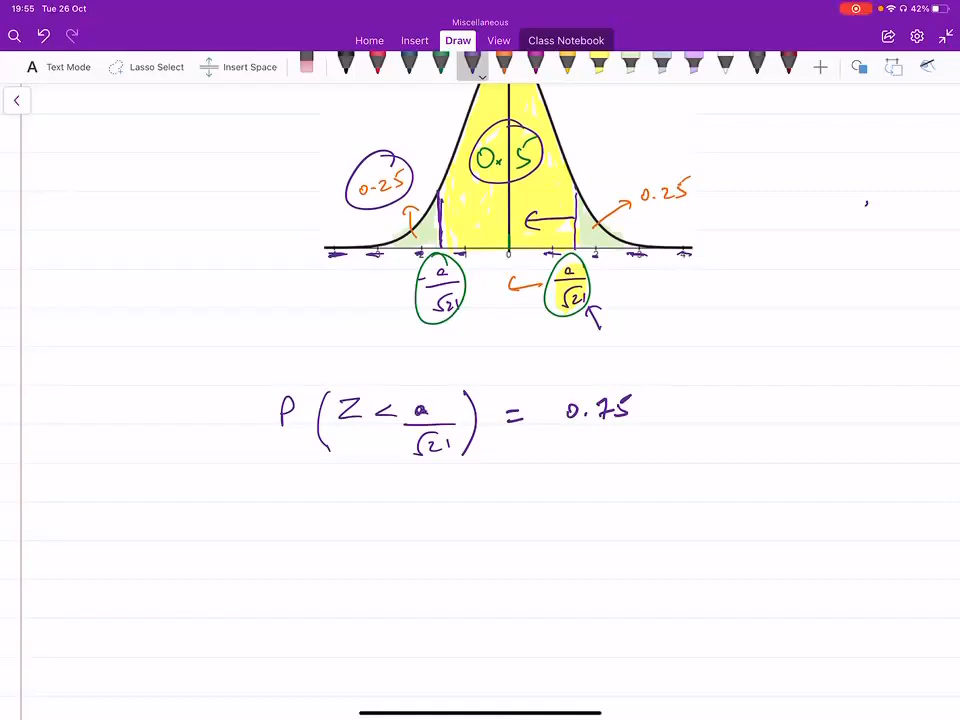 19:55 Tue 26 Oct 42%
Miscellaneous
Home Insert Draw View Class Notebook
A Text Mode Lasso Select Insert Space
0.5
0.25
0.25
-a/√21
a/√21
P(Z < a/√21) = 0.75